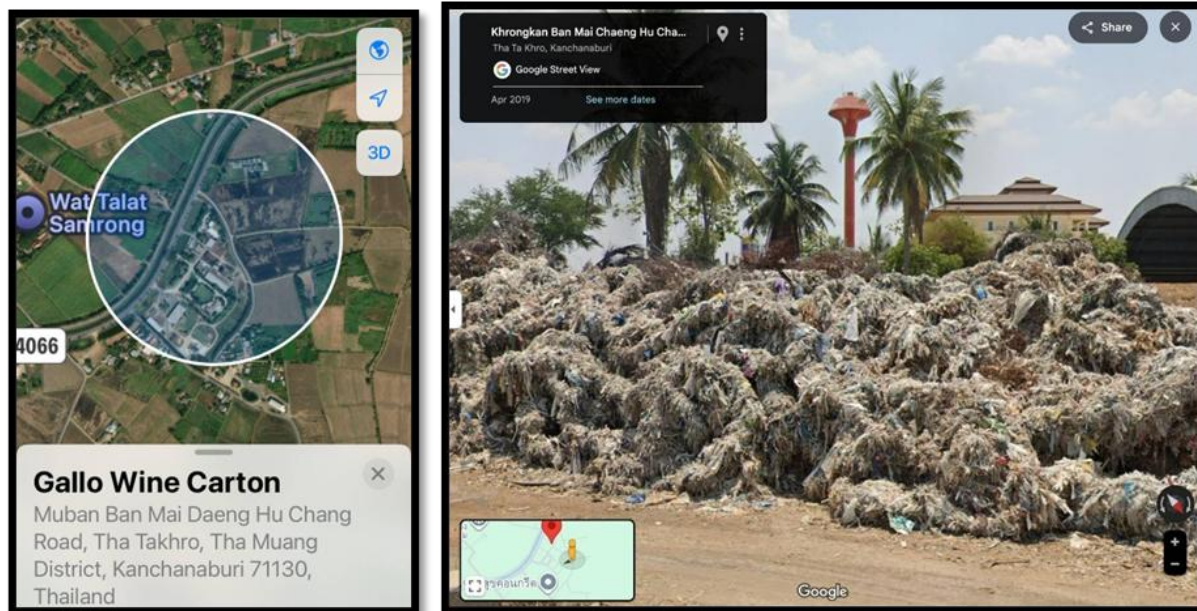 3D
Wat Talat
Samrong
4066
Gallo Wine Carton
Muban Ban Mai Daeng Hu Chang
Road, Tha Takhro, Tha Muang
District, Kanchanaburi 71130,
Thailand
Khrongkan Ban Mai Chaeng Hu Cha...
Tha Ta Khro, Kanchanaburi
Google Street View
Apr 2019 See more dates
Share
Google